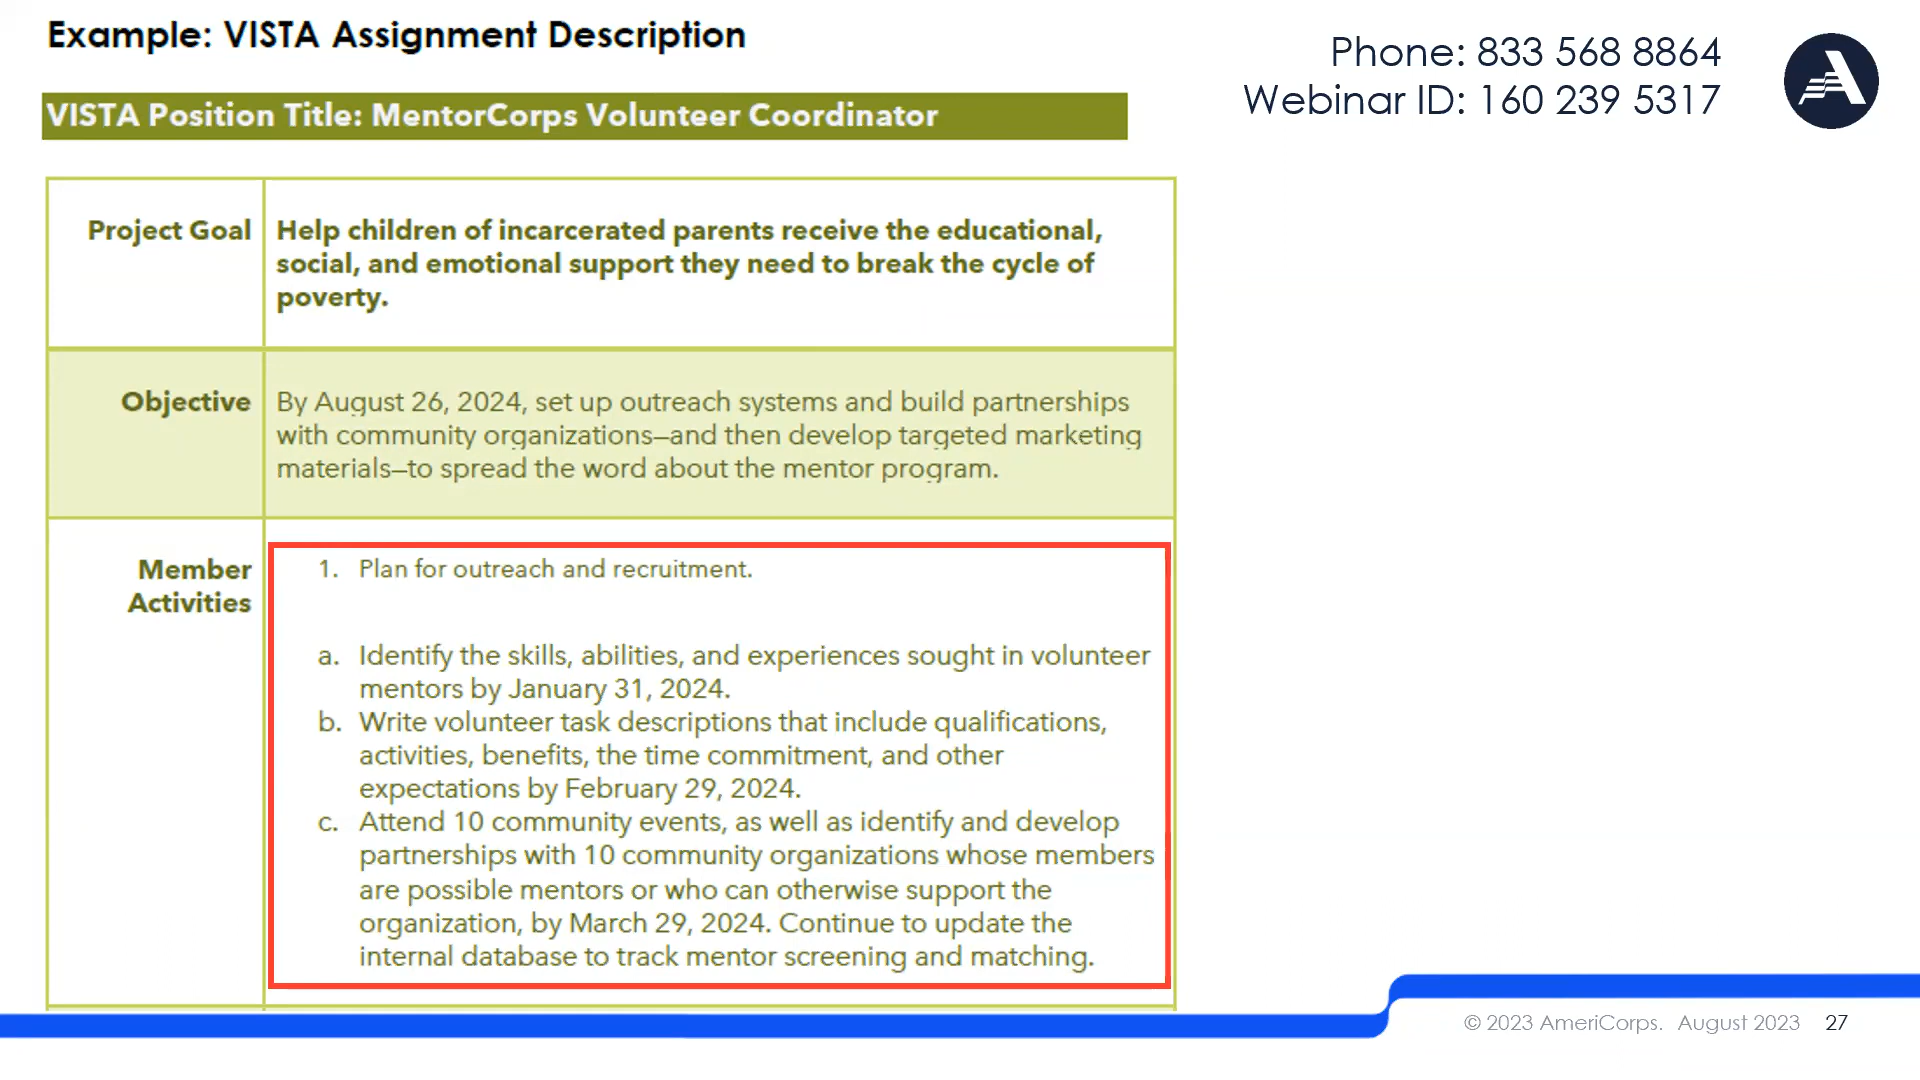 Example: VISTA Assignment Description
Phone: 833 568 8864
Webinar ID: 160 239 5317
VISTA Position Title: MentorCorps Volunteer Coordinator
Project Goal
Help children of incarcerated parents receive the educational,
social, and emotional support they need to break the cycle of
poverty.
Objective
By August 26, 2024, set up outreach systems and build partnerships
with community organizations—and then develop targeted marketing
materials—to spread the word about the mentor program.
Member
Activities
1. Plan for outreach and recruitment.
a. Identify the skills, abilities, and experiences sought in volunteer
mentors by January 31, 2024.
b. Write volunteer task descriptions that include qualifications,
activities, benefits, the time commitment, and other
expectations by February 29, 2024.
c. Attend 10 community events, as well as identify and develop
partnerships with 10 community organizations whose members
are possible mentors or who can otherwise support the
organization, by March 29, 2024. Continue to update the
internal database to track mentor screening and matching.
© 2023 AmeriCorps. August 2023 27